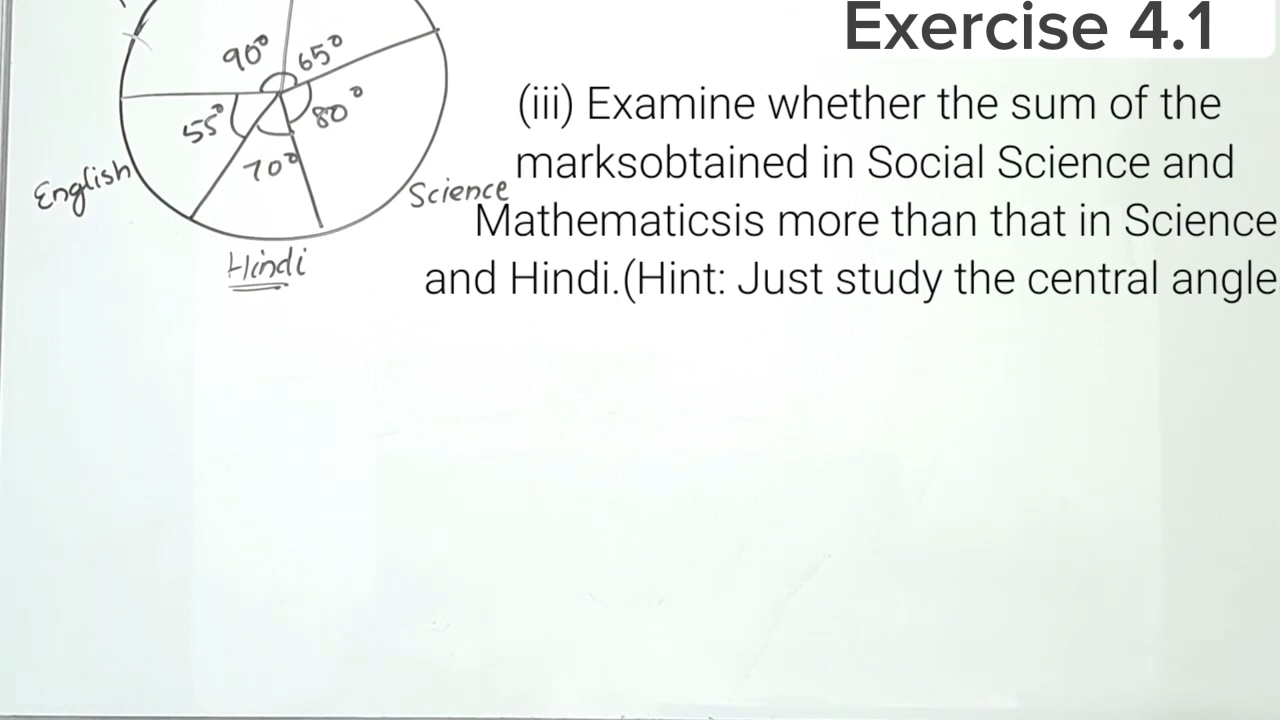 Exercise 4.1
90° 65°
55° 80°
70°
English
Science
Hindi
(iii) Examine whether the sum of the
marksobtained in Social Science and
Mathematicsis more than that in Science
and Hindi.(Hint: Just study the central angle